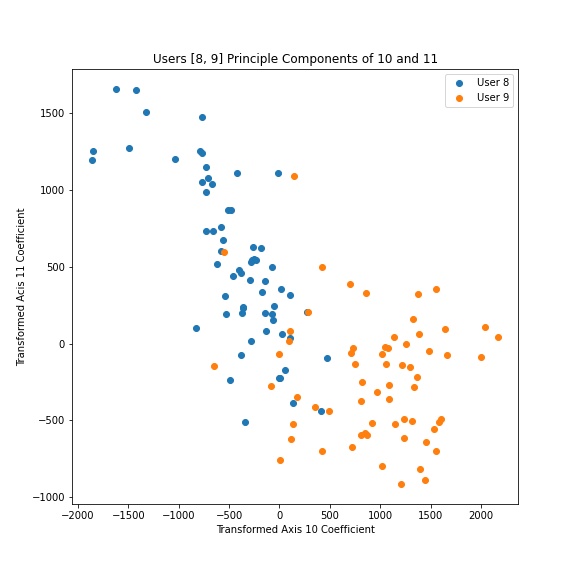 Users [8, 9] Principle Components of 10 and 11
User 8
User 9
Transformed Acis 11 Coefficient
1500
1000
500
0
−500
−1000
−2000 −1500 −1000 −500 0 500 1000 1500 2000
Transformed Axis 10 Coefficient